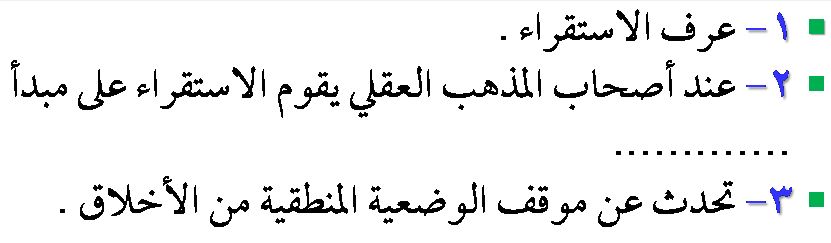 ١– عرف الاستقراء .
٢– عند أصحاب المذهب العقلي يقوم الاستقراء على مبدأ
.............
٣– تحدث عن موقف الوضعية المنطقية من الأخلاق .